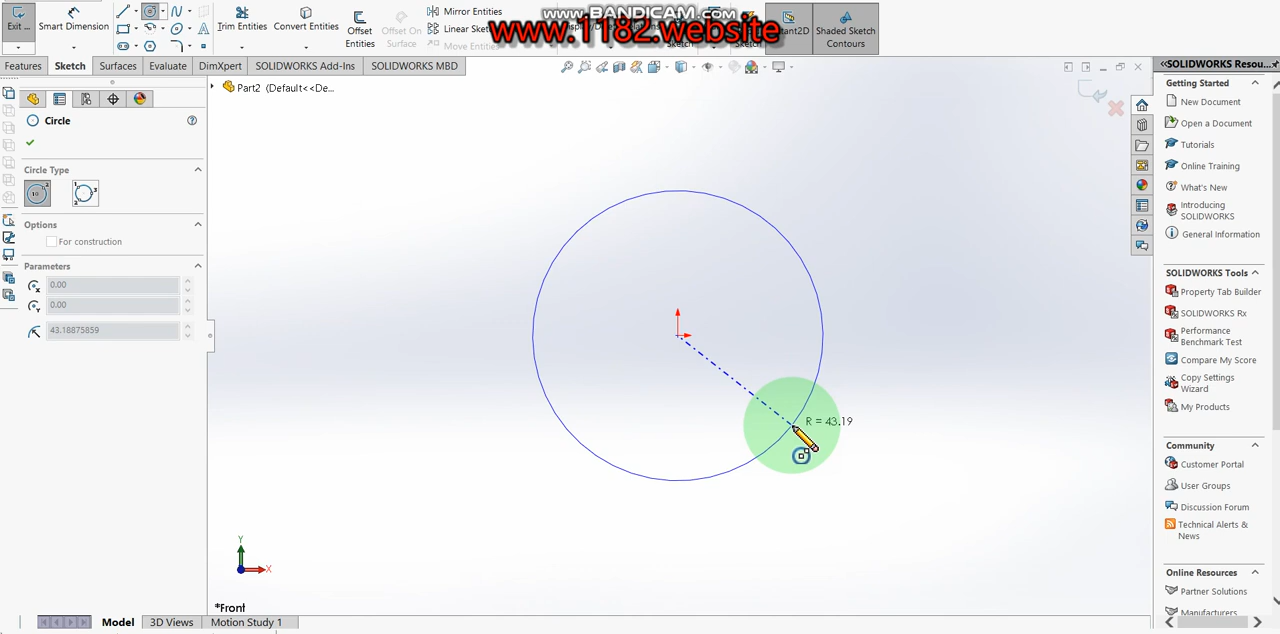 www.BANDICAM.com
www.1182.website
Exit ...
Smart Dimension
Trim Entities
Convert Entities
Offset Entities
Offset On Surface
Mirror Entities
Linear Sketch
Move Entities
Sketch
Sketch
Instant2D
Shaded Sketch Contours
Features
Sketch
Surfaces
Evaluate
DimXpert
SOLIDWORKS Add-Ins
SOLIDWORKS MBD
Part2 (Default<<De...
Circle
Circle Type
Options
For construction
Parameters
0.00
0.00
43.18875859
R = 43.19
Y
X
*Front
Model
3D Views
Motion Study 1
SOLIDWORKS Resou...
Getting Started
New Document
Open a Document
Tutorials
Online Training
What's New
Introducing
SOLIDWORKS
General Information
SOLIDWORKS Tools
Property Tab Builder
SOLIDWORKS Rx
Performance
Benchmark Test
Compare My Score
Copy Settings
Wizard
My Products
Community
Customer Portal
User Groups
Discussion Forum
Technical Alerts &
News
Online Resources
Partner Solutions
Manufacturers